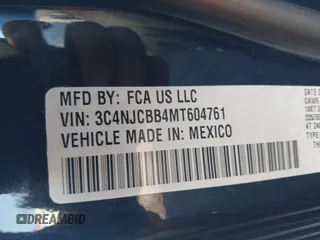 MFD BY: FCA US LLC
VIN: 3C4NJCBB4MT604761
VEHICLE MADE IN: MEXICO
DREAMBID